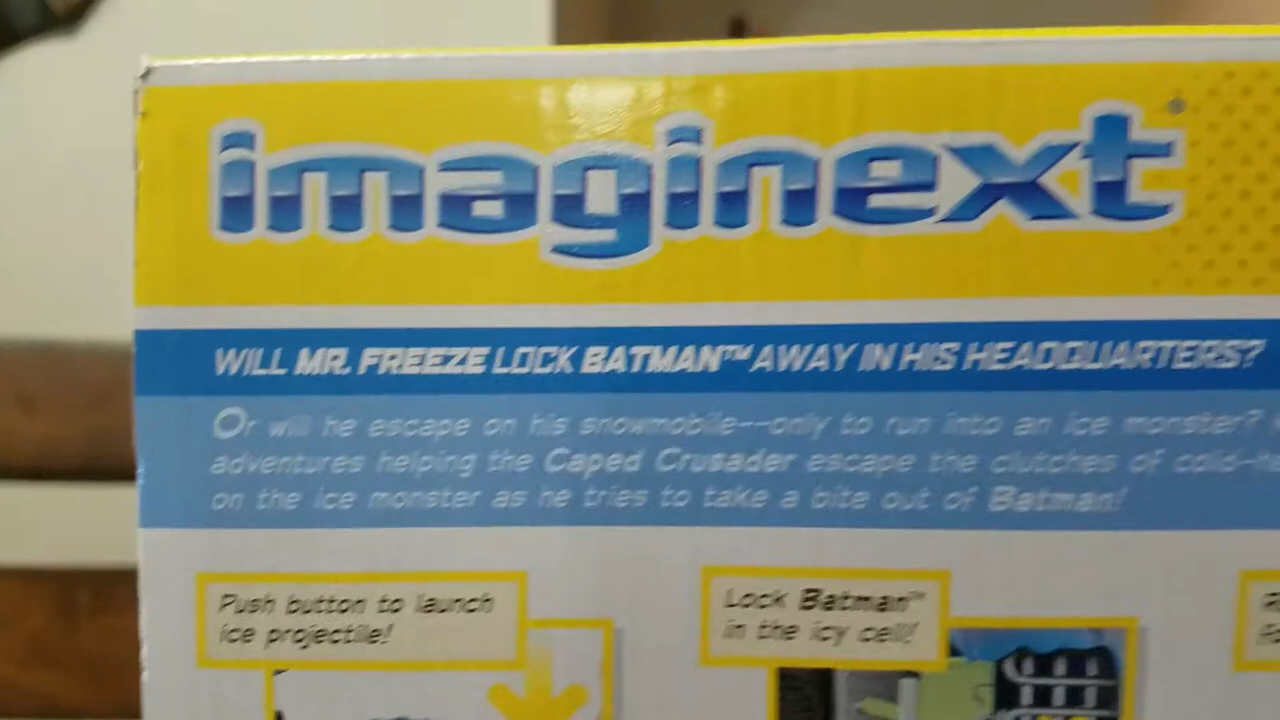 imaginext
WILL MR. FREEZE LOCK BATMAN™ AWAY IN HIS HEADQUARTERS?
Or will he escape on his snowmobile--only to run into an ice monster?
adventures helping the Caped Crusader escape the clutches of
on the ice monster as he tries to take a bite out of Batman!
Push button to launch
ice projectile!
Lock Batman™
in the icy cell!